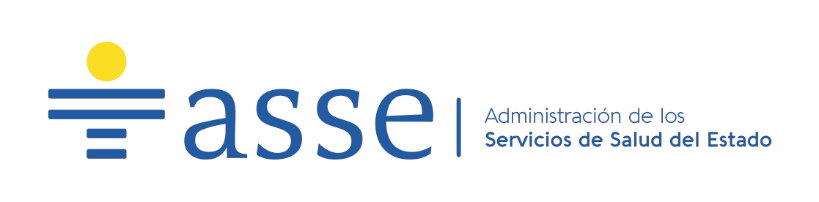 asse
Administración de los
Servicios de Salud del Estado